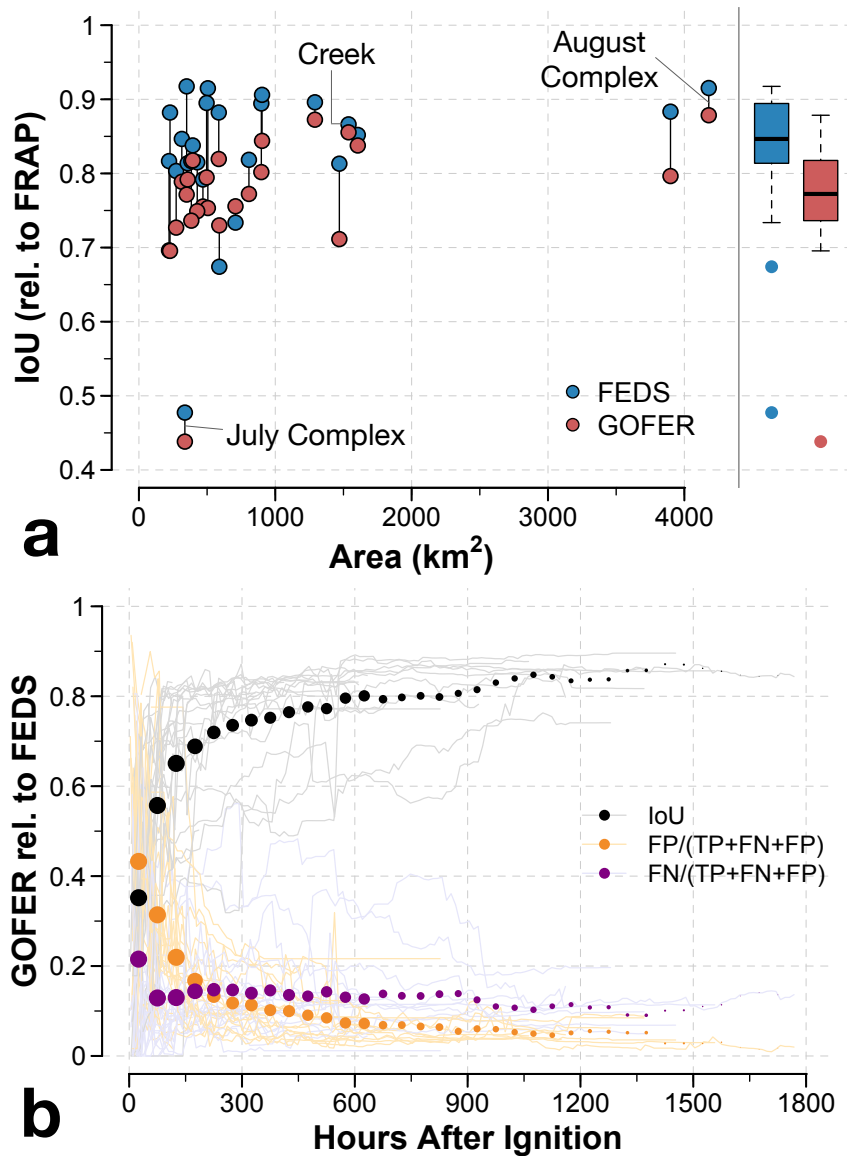 1
0.9
0.8
0.7
0.6
0.5
0.4
IoU (rel. to FRAP)
Creek
August
Complex
July Complex
FEDS
GOFER
0
1000
2000
3000
4000
Area (km²)
a
1
0.8
0.6
0.4
0.2
0
GOFER rel. to FEDS
IoU
FP/(TP+FN+FP)
FN/(TP+FN+FP)
0
300
600
900
1200
1500
1800
Hours After Ignition
b